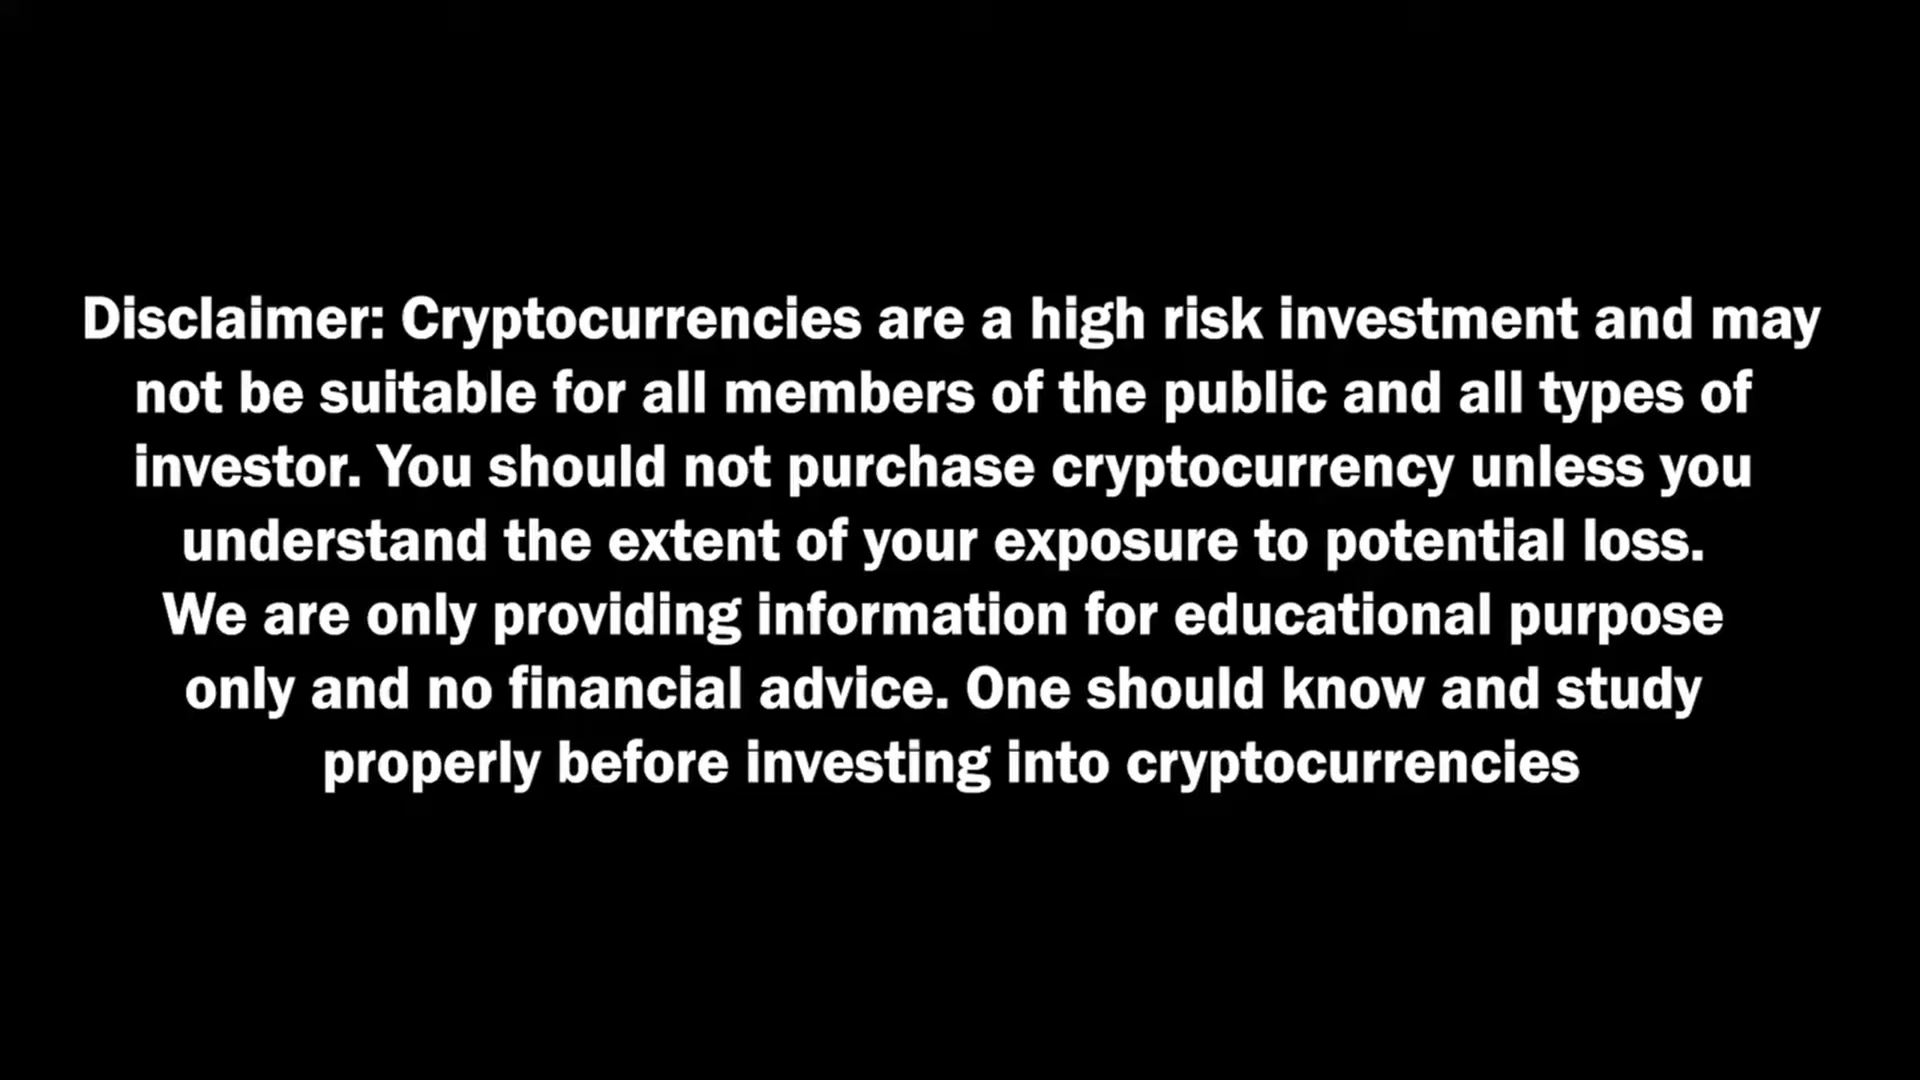 Disclaimer: Cryptocurrencies are a high risk investment and may
not be suitable for all members of the public and all types of
investor. You should not purchase cryptocurrency unless you
understand the extent of your exposure to potential loss.
We are only providing information for educational purpose
only and no financial advice. One should know and study
properly before investing into cryptocurrencies